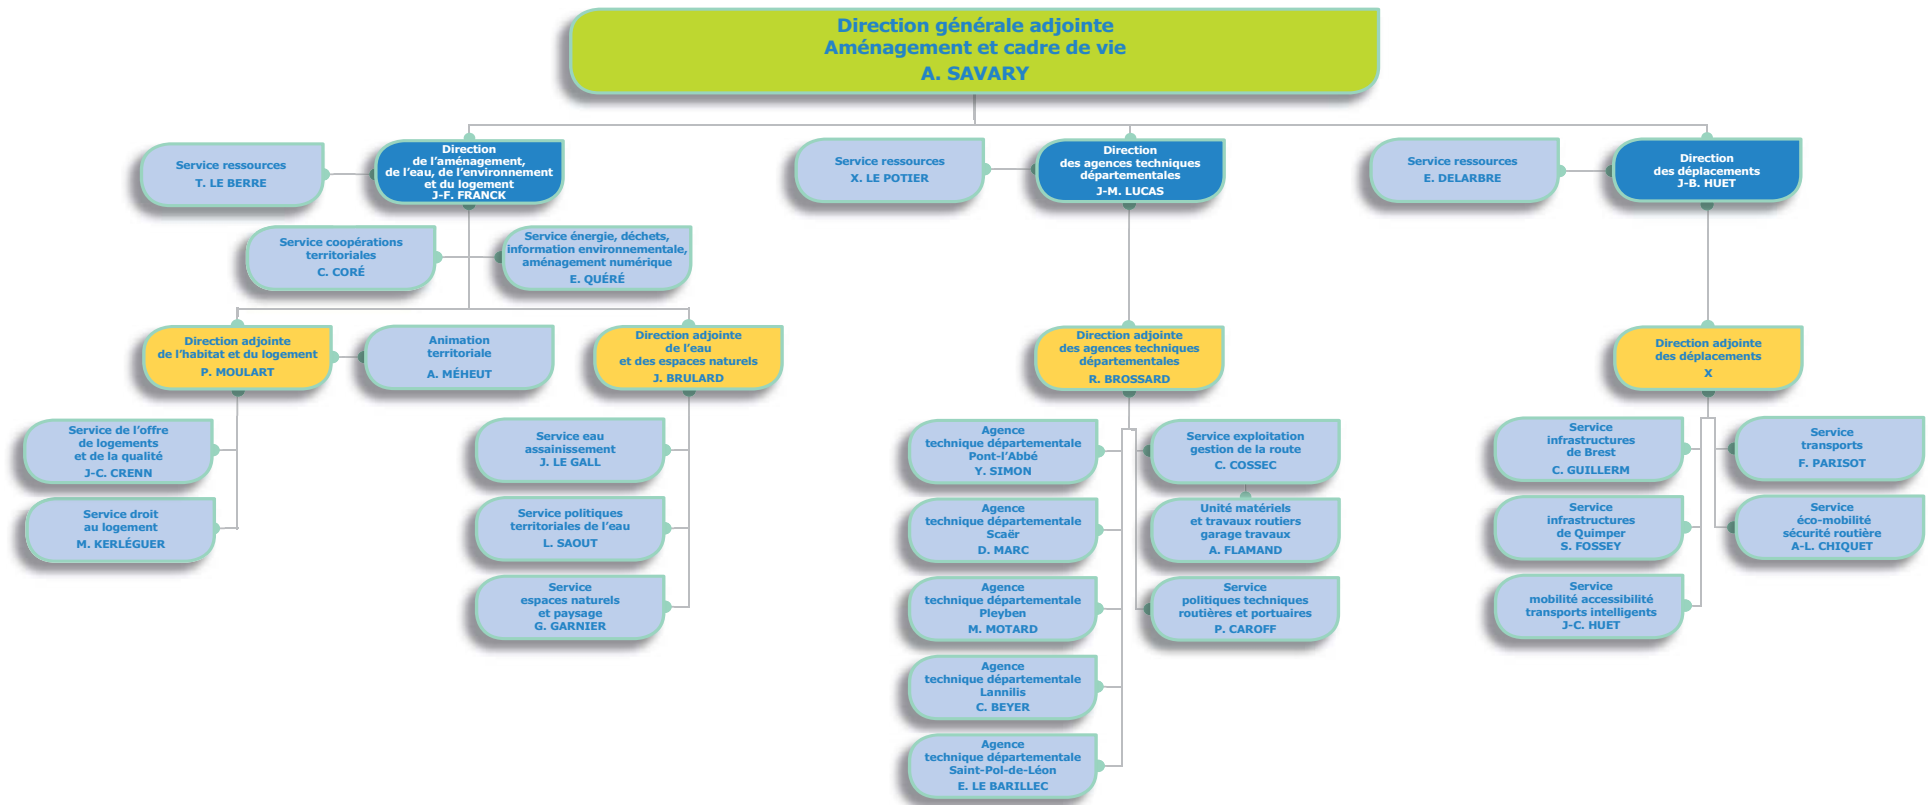 Direction générale adjointe
Aménagement et cadre de vie
A. SAVARY
Service ressources
T. LE BERRE
Direction
de l'aménagement,
de l'eau, de l'environnement
et du logement
J-F. FRANCK
Service ressources
X. LE POTIER
Direction
des agences techniques
départementales
J-M. LUCAS
Service ressources
E. DELARBRE
Direction
des déplacements
J-B. HUET
Service coopérations
territoriales
C. CORÉ
Service énergie, déchets,
information environnementale,
aménagement numérique
E. QUÉRÉ
Direction adjointe
de l'habitat et du logement
P. MOULART
Animation
territoriale
A. MÉHEUT
Direction adjointe
de l'eau
et des espaces naturels
J. BRULARD
Direction adjointe
des agences techniques
départementales
R. BROSSARD
Direction adjointe
des déplacements
X
Service de l'offre
de logements
et de la qualité
J-C. CRENN
Service droit
au logement
M. KERLÉGUER
Service eau
assainissement
J. LE GALL
Service politiques
territoriales de l'eau
L. SAOUT
Service
espaces naturels
et paysage
G. GARNIER
Agence
technique départementale
Pont-l'Abbé
Y. SIMON
Agence
technique départementale
Scaër
D. MARC
Agence
technique départementale
Pleyben
M. MOTARD
Agence
technique départementale
Lannilis
C. BEYER
Agence
technique départementale
Saint-Pol-de-Léon
E. LE BARILLEC
Service exploitation
gestion de la route
C. COSSEC
Unité matériels
et travaux routiers
garage travaux
A. FLAMAND
Service
politiques techniques
routières et portuaires
P. CAROFF
Service
infrastructures
de Brest
C. GUILLERM
Service
infrastructures
de Quimper
S. FOSSEY
Service
mobilité accessibilité
transports intelligents
J-C. HUET
Service
transports
F. PARISOT
Service
éco-mobilité
sécurité routière
A-L. CHIQUET